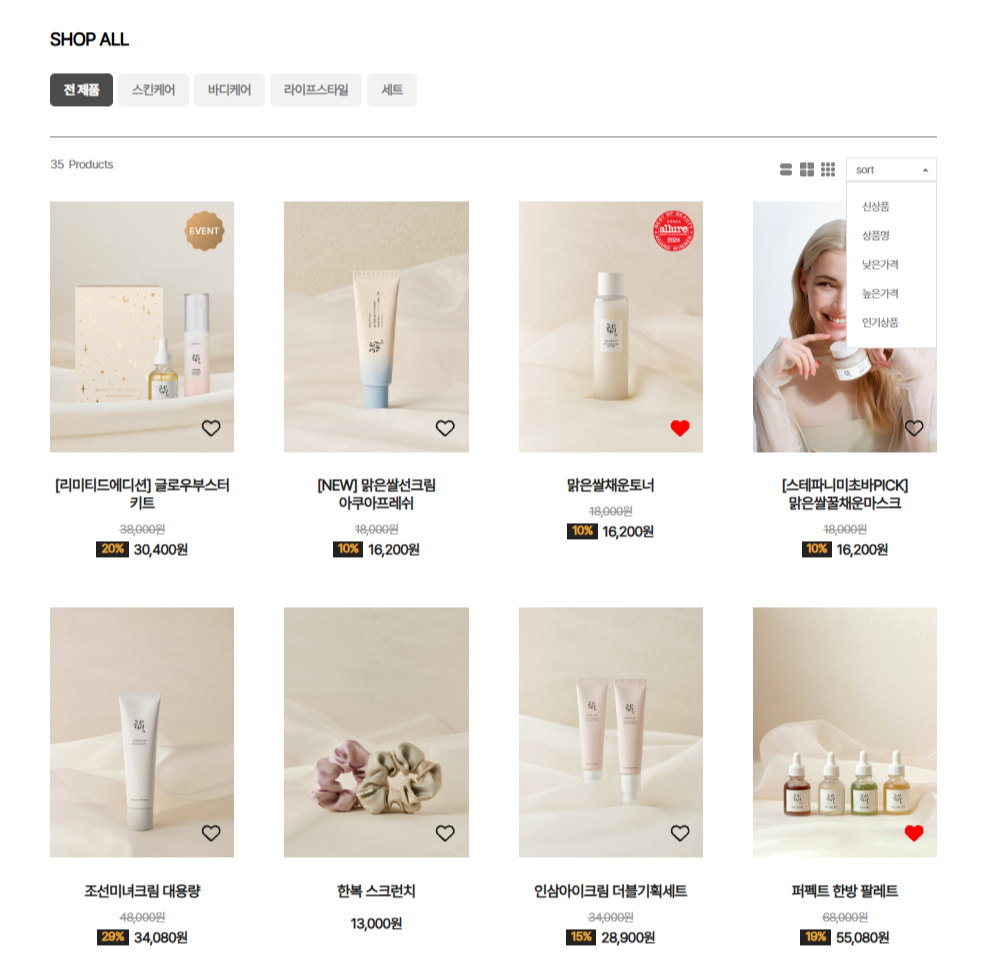 SHOP ALL
전 제품 스킨케어 바디케어 라이프스타일 세트
35 Products
sort
신상품
상품명
낮은가격
높은가격
인기상품
EVENT
BEST OF BEAUTY
allure
2024
AWARD WINNER
[리미티드에디션] 글로우부스터
키트
38,000원
20% 30,400원
[NEW] 맑은쌀선크림
아쿠아프레쉬
18,000원
10% 16,200원
맑은쌀채운토너
18,000원
10% 16,200원
[스테파니미초바PICK]
맑은쌀꿀채운마스크
18,000원
10% 16,200원
조선미녀크림 대용량
48,000원
29% 34,080원
한복 스크런치
13,000원
인삼아이크림 더블기획세트
34,000원
15% 28,900원
퍼펙트 한방 팔레트
68,000원
19% 55,080원